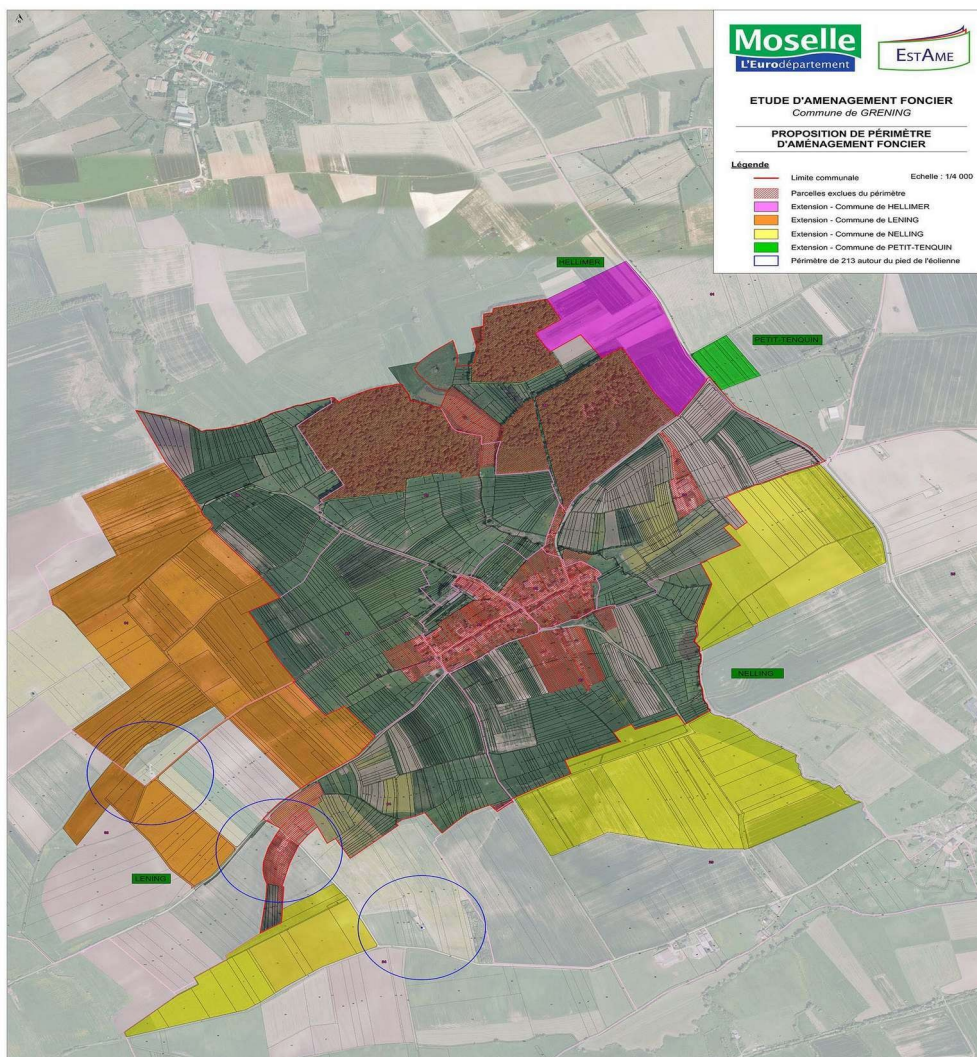 Moselle
L'Eurodépartement
ESTAME
ETUDE D'AMENAGEMENT FONCIER
Commune de GRENING
PROPOSITION DE PÉRIMÈTRE
D'AMÉNAGEMENT FONCIER
Légende
Limite communale
Echelle : 1/4 000
Parcelles exclues du périmètre
Extension - Commune de HELLIMER
Extension - Commune de LENING
Extension - Commune de NELLING
Extension - Commune de PETIT-TENQUIN
Périmètre de 213 autour du pied de l'éolienne
HELLIMER
PETIT-TENQUIN
NELLING
LENING